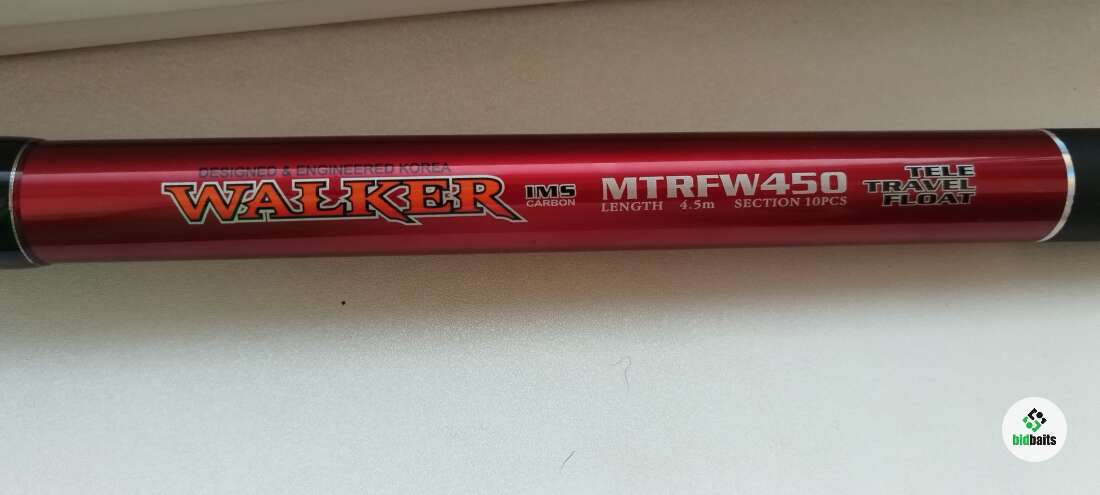 DESIGNED & ENGINEERED KOREA
WALKER
IMS
CARBON
MTRFW450
LENGTH 4.5m SECTION 10PCS
TELE
TRAVEL
FLOAT
bidbaits